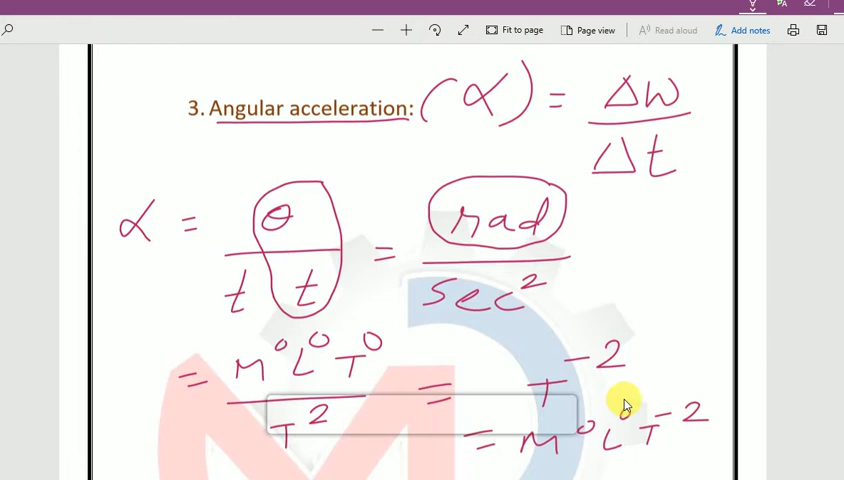 Fit to page Page view Read aloud Add notes
3. Angular acceleration: (α) = Δw / Δt
α = θ / t t = rad / sec²
= M⁰L⁰T⁰ / T² = T⁻²
= M⁰L⁰T⁻²